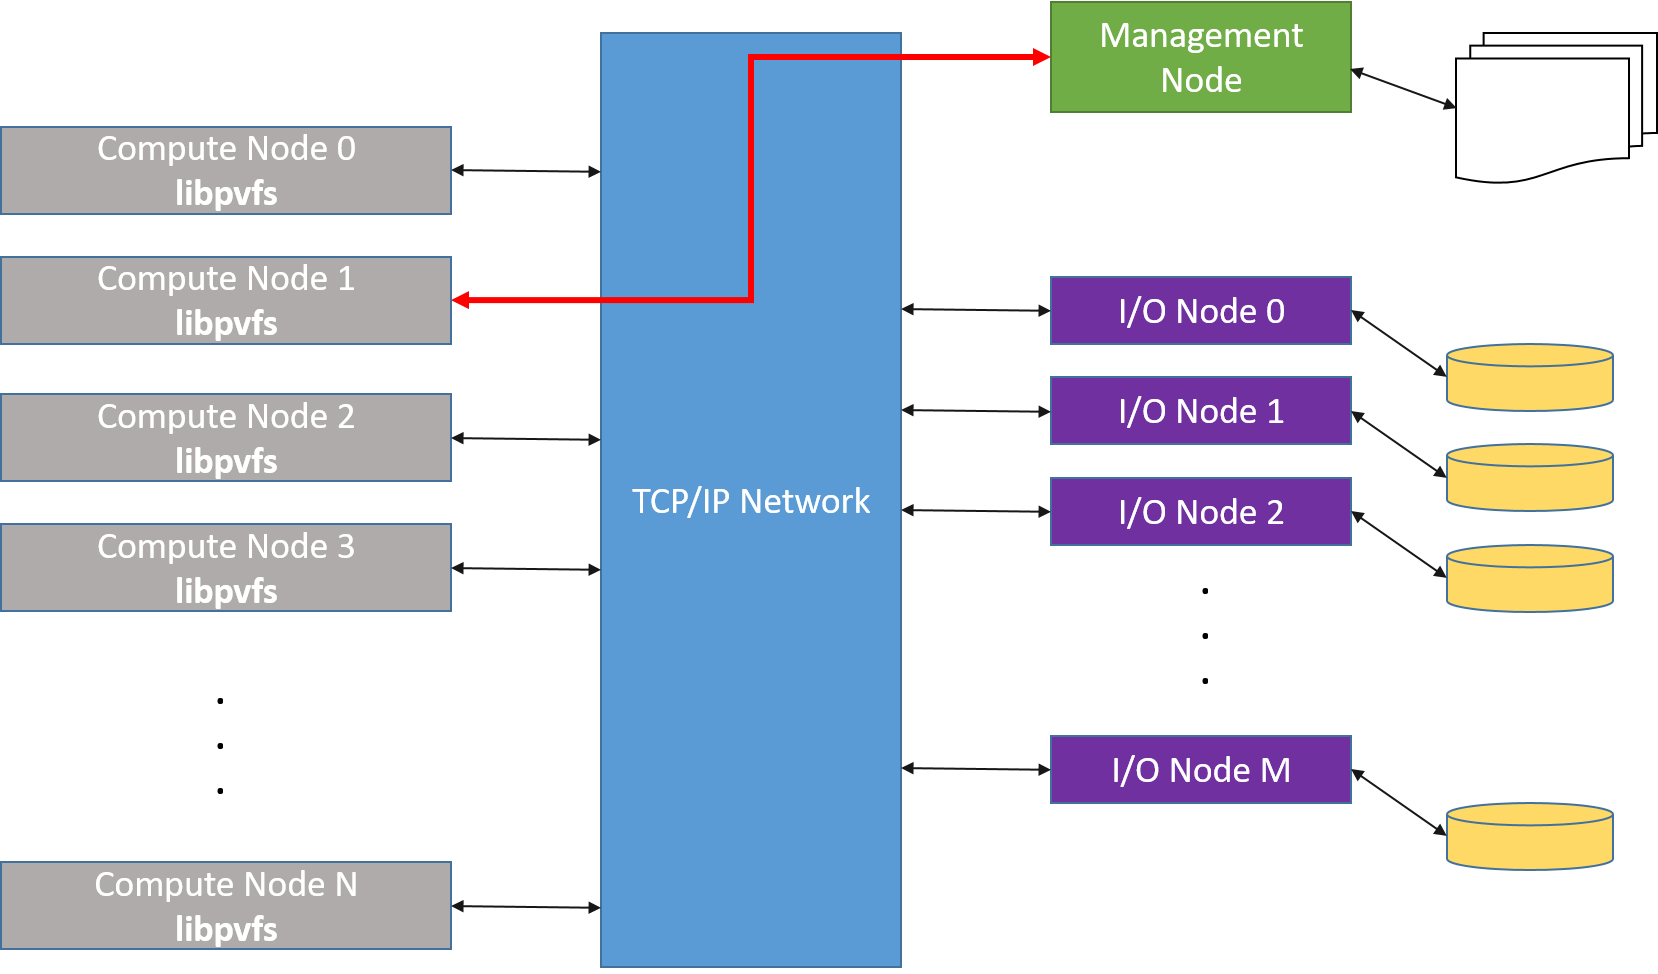 Management
Node
Compute Node 0
libpvfs
Compute Node 1
libpvfs
Compute Node 2
libpvfs
Compute Node 3
libpvfs
.
.
.
Compute Node N
libpvfs
TCP/IP Network
I/O Node 0
I/O Node 1
I/O Node 2
.
.
.
I/O Node M